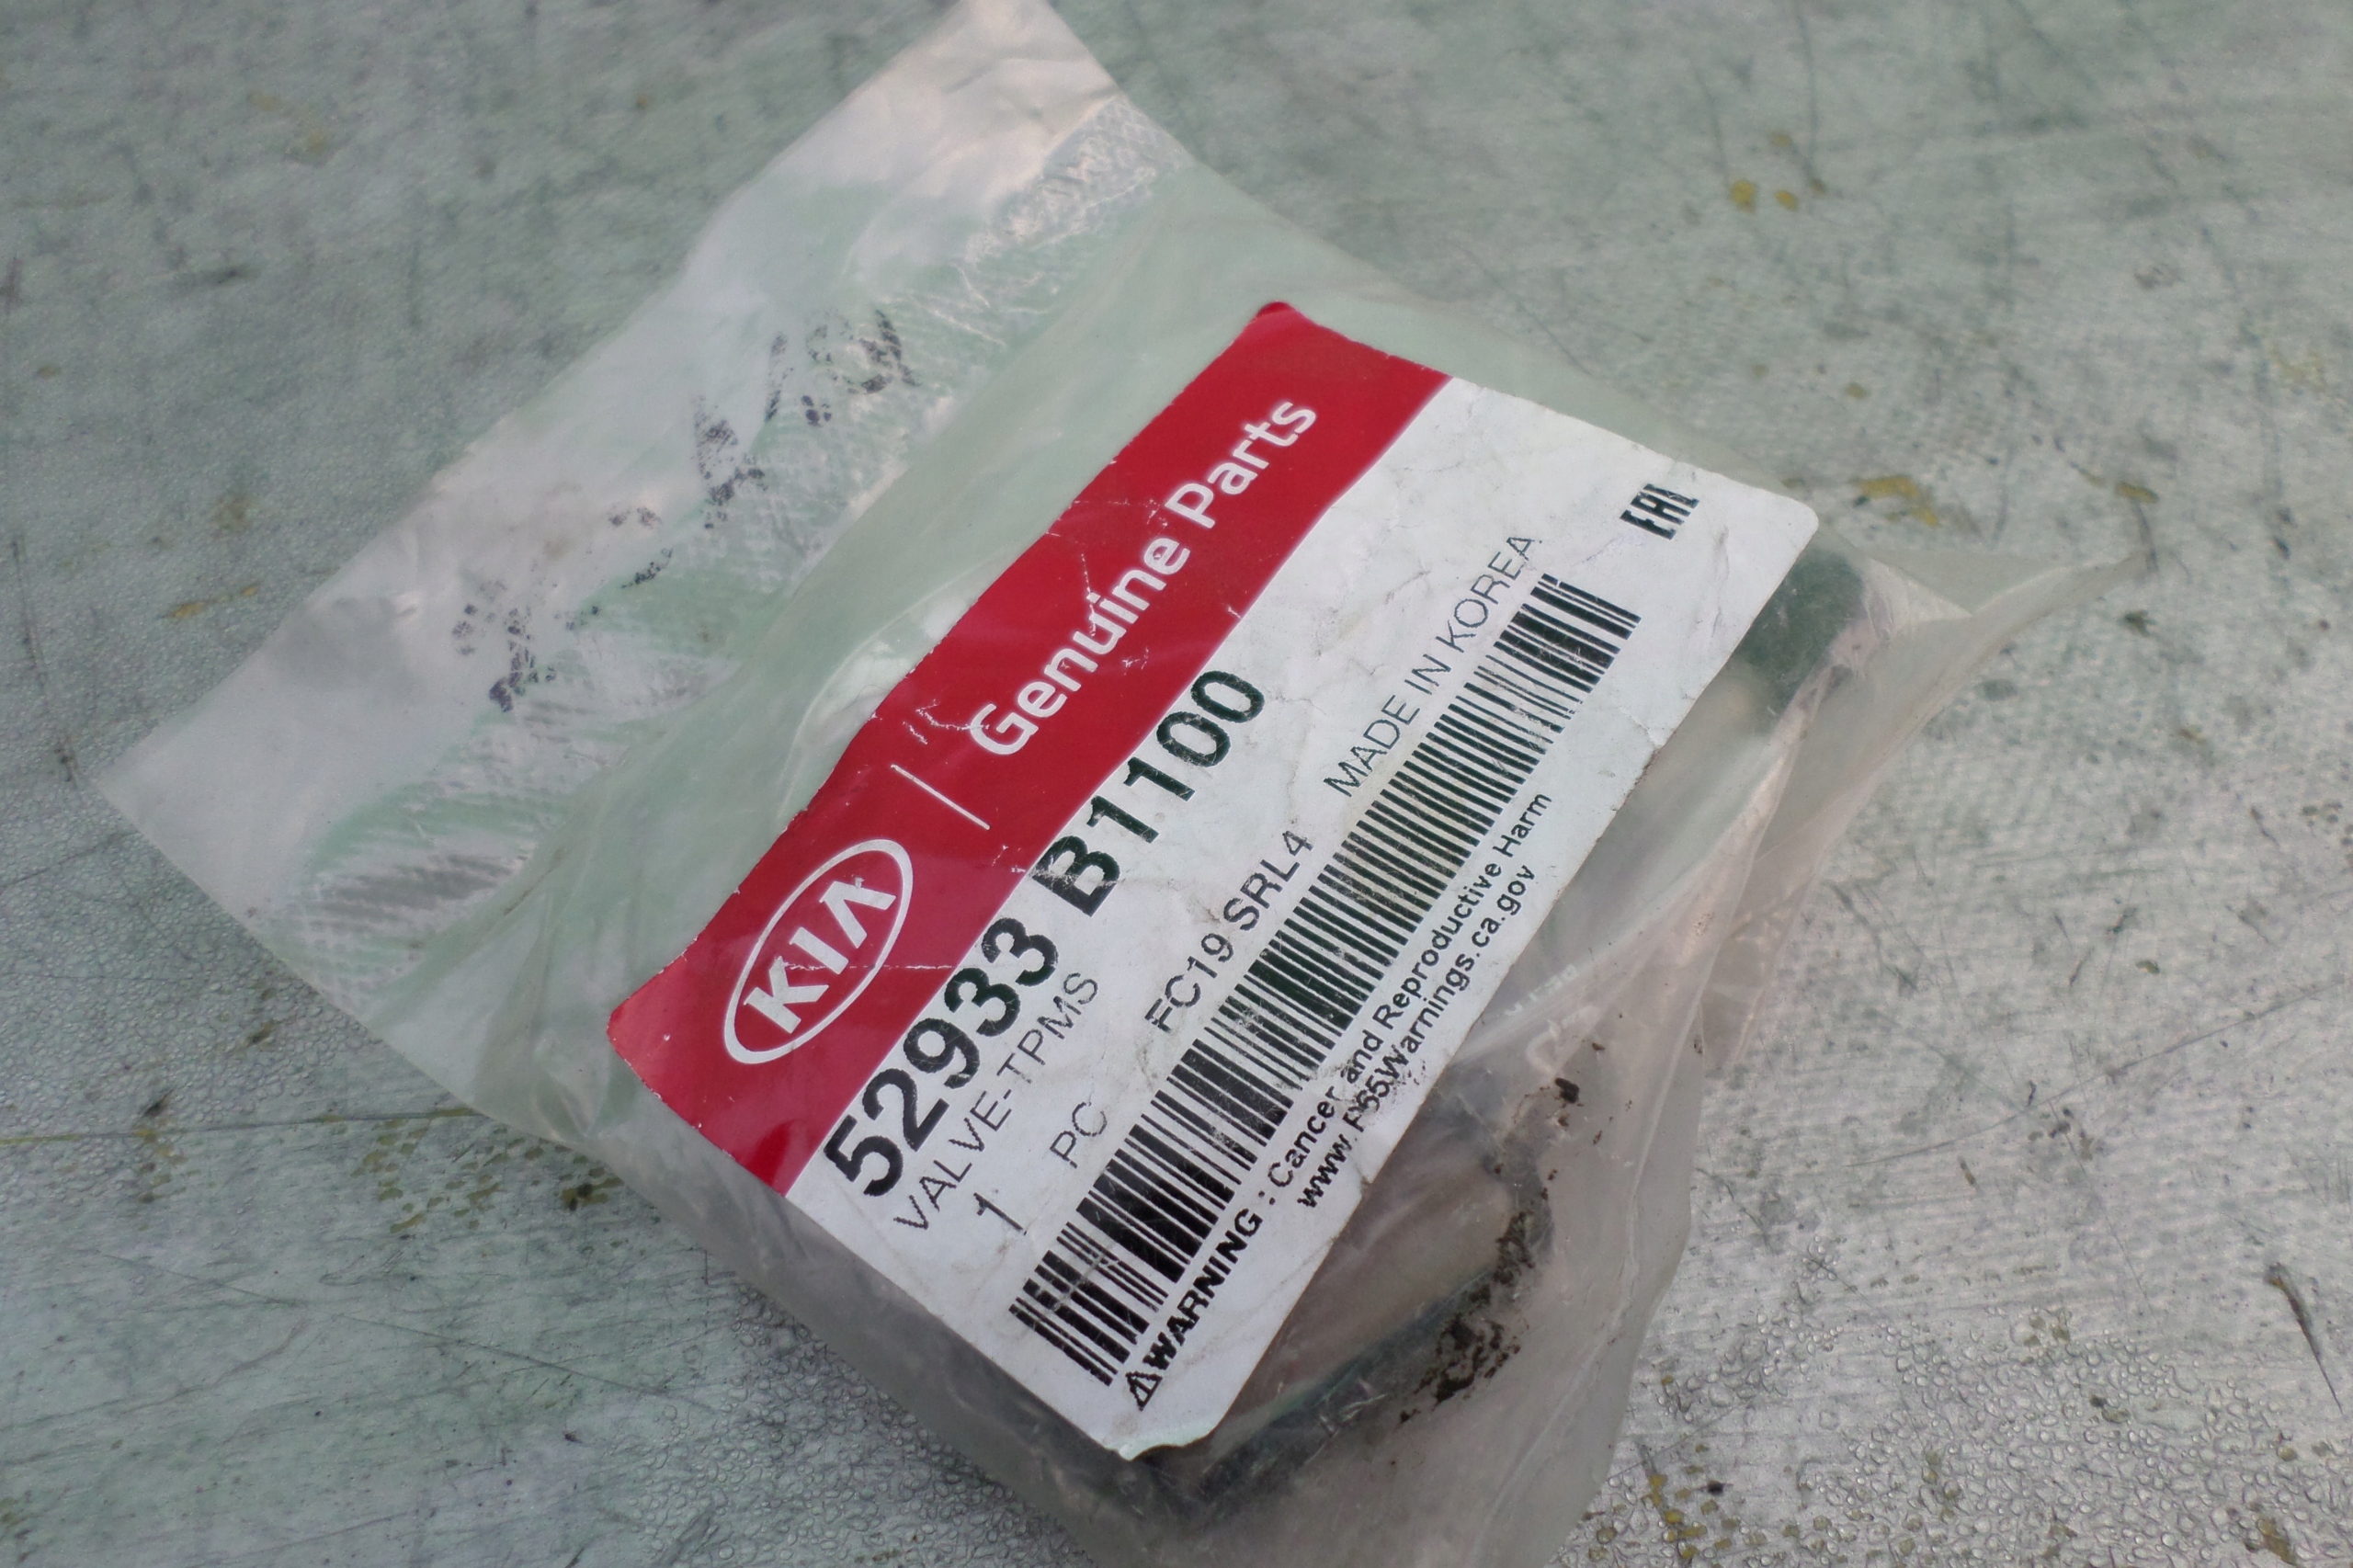 KIA | Genuine Parts
52933 B1100
VALVE-TPMS
1 PC FC19 SRL4 MADE IN KOREA
EAC
⚠WARNING : Cancer and Reproductive Harm
www.P65Warnings.ca.gov